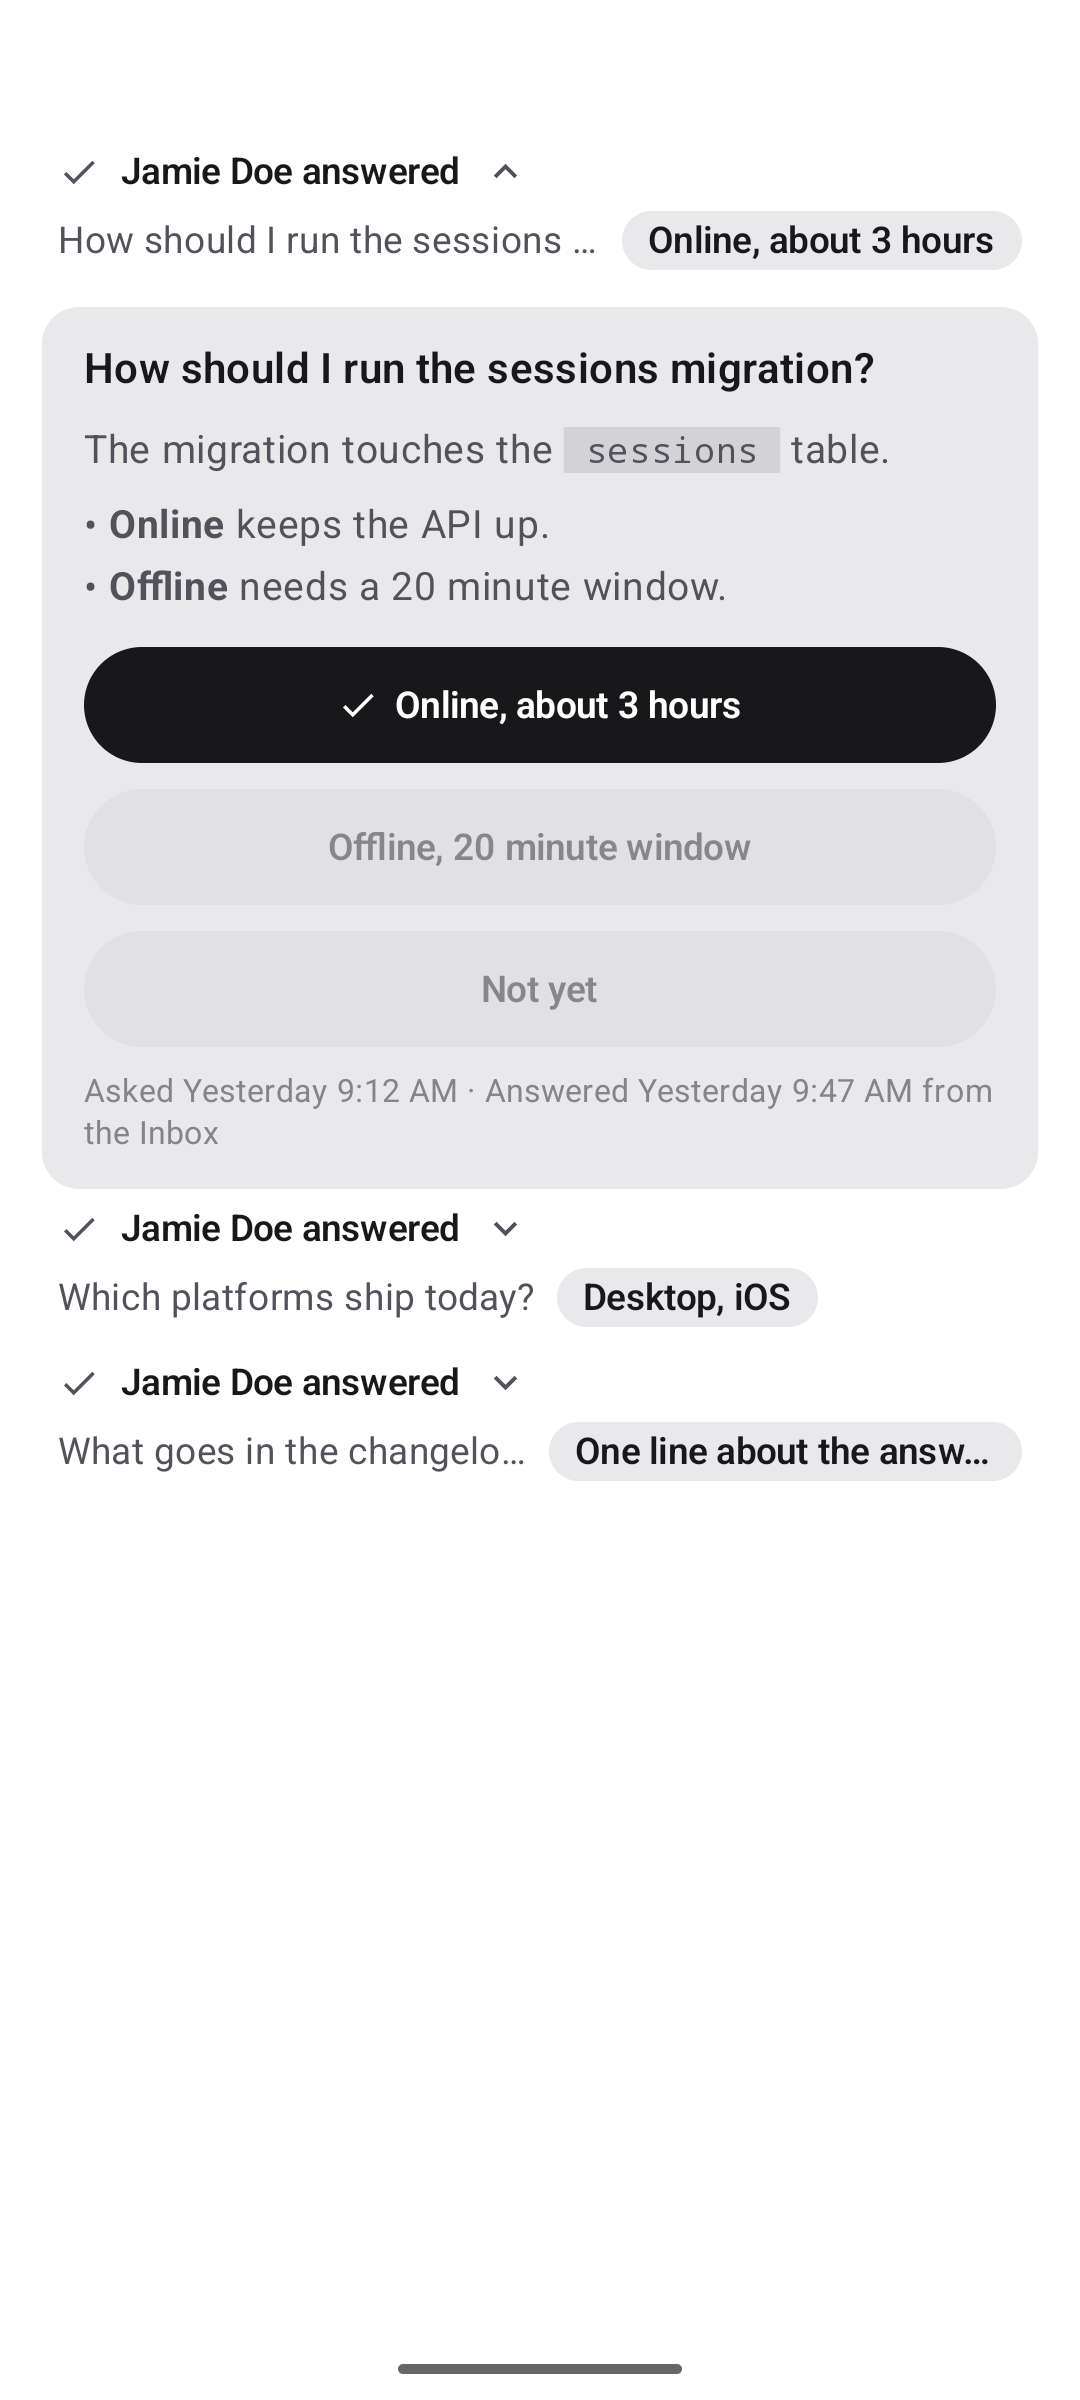 Jamie Doe answered
How should I run the sessions ... Online, about 3 hours
How should I run the sessions migration?
The migration touches the sessions table.
• Online keeps the API up.
• Offline needs a 20 minute window.
Online, about 3 hours
Offline, 20 minute window
Not yet
Asked Yesterday 9:12 AM · Answered Yesterday 9:47 AM from
the Inbox
Jamie Doe answered
Which platforms ship today? Desktop, iOS
Jamie Doe answered
What goes in the changelo... One line about the answ...